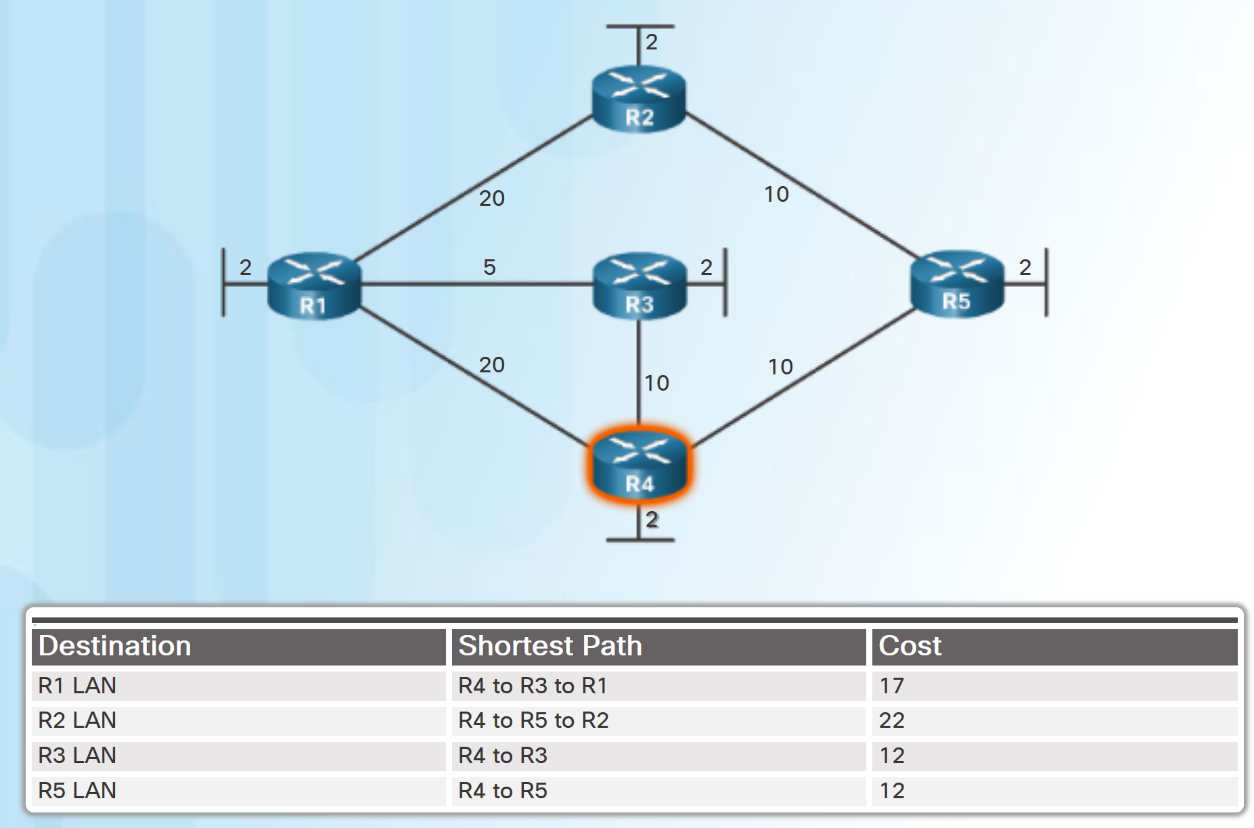 2
R2
20
10
2
R1
5
R3
2
R5
2
20
10
10
R4
2
Destination Shortest Path Cost
R1 LAN R4 to R3 to R1 17
R2 LAN R4 to R5 to R2 22
R3 LAN R4 to R3 12
R5 LAN R4 to R5 12